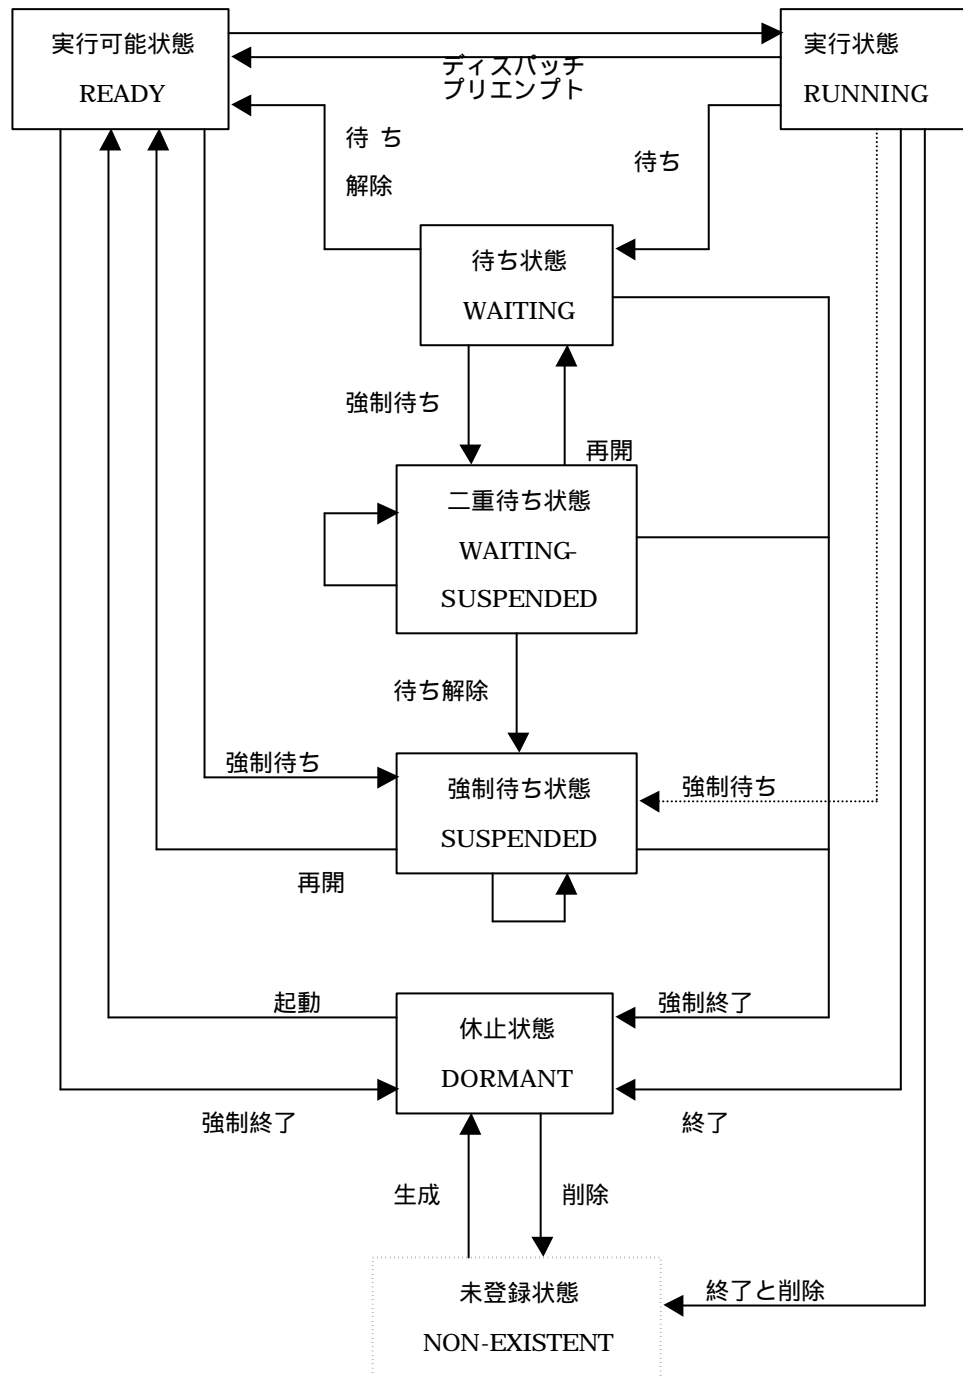 実行可能状態
READY
実行状態
RUNNING
ディスパッチ
プリエンプト
待 ち
解除
待ち
待ち状態
WAITING
強制待ち
再開
二重待ち状態
WAITING-
SUSPENDED
待ち解除
強制待ち
強制待ち状態
SUSPENDED
強制待ち
再開
起動
休止状態
DORMANT
強制終了
強制終了
終了
生成
削除
未登録状態
NON-EXISTENT
終了と削除